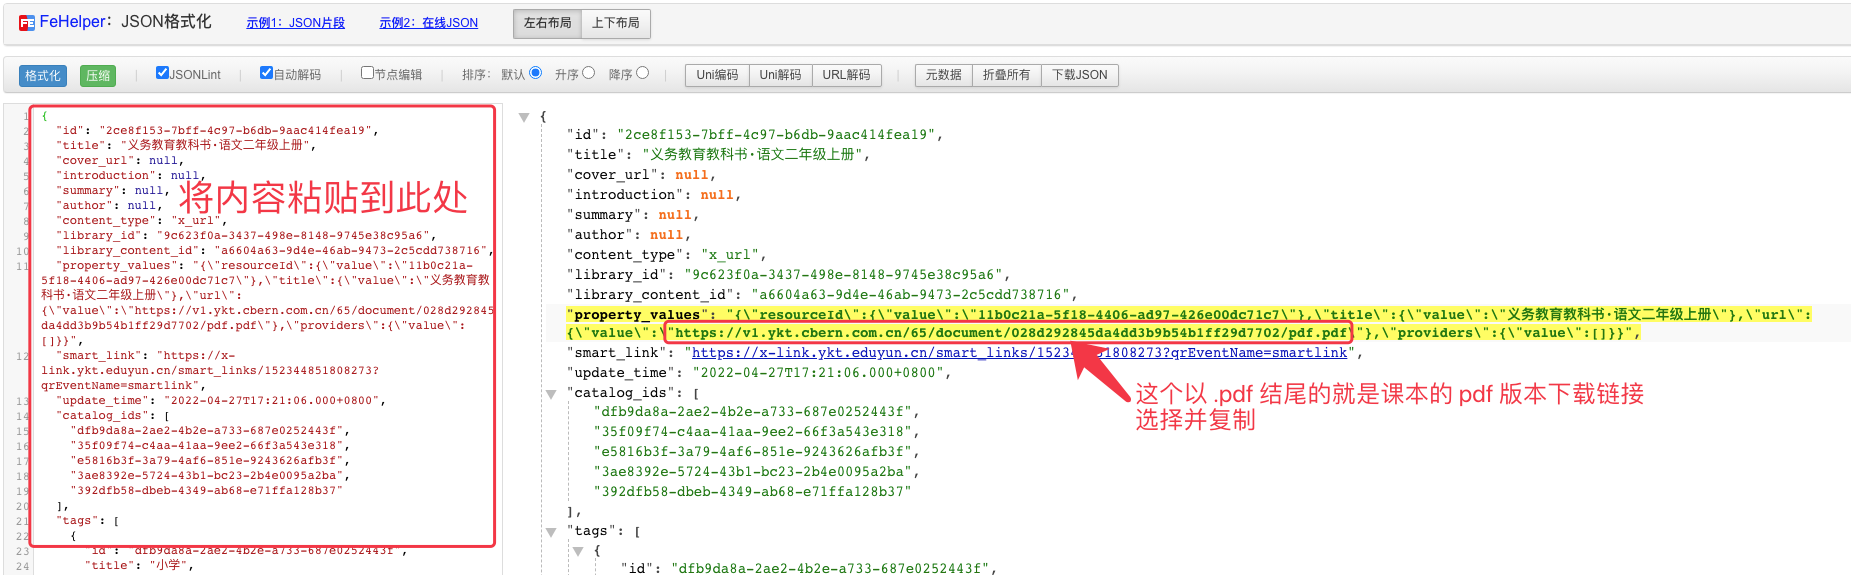 FeHelper：JSON格式化 示例1：JSON片段 示例2：在线JSON 左右布局 上下布局
格式化 压缩 JSONLint 自动解码 节点编辑 排序： 默认 升序 降序 Uni编码 Uni解码 URL解码 元数据 折叠所有 下载JSON
1 {
2 "id": "2ce8f153-7bff-4c97-b6db-9aac414fea19",
3 "title": "义务教育教科书·语文二年级上册",
4 "cover_url": null,
5 "introduction": null,
6 "summary": null,
7 "author": null,
8 "content_type": "x_url",
9 "library_id": "9c623f0a-3437-498e-8148-9745e38c95a6",
10 "library_content_id": "a6604a63-9d4e-46ab-9473-2c5cdd738716",
11 "property_values": "{\"resourceId\":{\"value\":\"11b0c21a-
5f18-4406-ad97-426e00dc71c7\"},\"title\":{\"value\":\"义务教育教
科书·语文二年级上册\"},\"url\":
{\"value\":\"https://v1.ykt.cbern.com.cn/65/document/028d292845
da4dd3b9b54b1ff29d7702/pdf.pdf\"},\"providers\":{\"value\":
[]}}",
12 "smart_link": "https://x-
link.ykt.eduyun.cn/smart_links/152344851808273?
qrEventName=smartlink",
13 "update_time": "2022-04-27T17:21:06.000+0800",
14 "catalog_ids": [
15 "dfb9da8a-2ae2-4b2e-a733-687e0252443f",
16 "35f09f74-c4aa-41aa-9ee2-66f3a543e318",
17 "e5816b3f-3a79-4af6-851e-9243626afb3f",
18 "3ae8392e-5724-43b1-bc23-2b4e0095a2ba",
19 "392dfb58-dbeb-4349-ab68-e71ffa128b37"
20 ],
21 "tags": [
22 {
23 "id": "dfb9da8a-2ae2-4b2e-a733-687e0252443f",
24 "title": "小学",
将内容粘贴到此处
{
"id": "2ce8f153-7bff-4c97-b6db-9aac414fea19",
"title": "义务教育教科书·语文二年级上册",
"cover_url": null,
"introduction": null,
"summary": null,
"author": null,
"content_type": "x_url",
"library_id": "9c623f0a-3437-498e-8148-9745e38c95a6",
"library_content_id": "a6604a63-9d4e-46ab-9473-2c5cdd738716",
"property_values": "{\"resourceId\":{\"value\":\"11b0c21a-5f18-4406-ad97-426e00dc71c7\"},\"title\":{\"value\":\"义务教育教科书·语文二年级上册\"},\"url\":
{\"value\":\"https://v1.ykt.cbern.com.cn/65/document/028d292845da4dd3b9b54b1ff29d7702/pdf.pdf\"},\"providers\":{\"value\":[]}}",
"smart_link": "https://x-link.ykt.eduyun.cn/smart_links/152344851808273?qrEventName=smartlink",
"update_time": "2022-04-27T17:21:06.000+0800",
"catalog_ids": [
"dfb9da8a-2ae2-4b2e-a733-687e0252443f",
"35f09f74-c4aa-41aa-9ee2-66f3a543e318",
"e5816b3f-3a79-4af6-851e-9243626afb3f",
"3ae8392e-5724-43b1-bc23-2b4e0095a2ba",
"392dfb58-dbeb-4349-ab68-e71ffa128b37"
],
"tags": [
{
"id": "dfb9da8a-2ae2-4b2e-a733-687e0252443f",
这个以 .pdf 结尾的就是课本的 pdf 版本下载链接
选择并复制